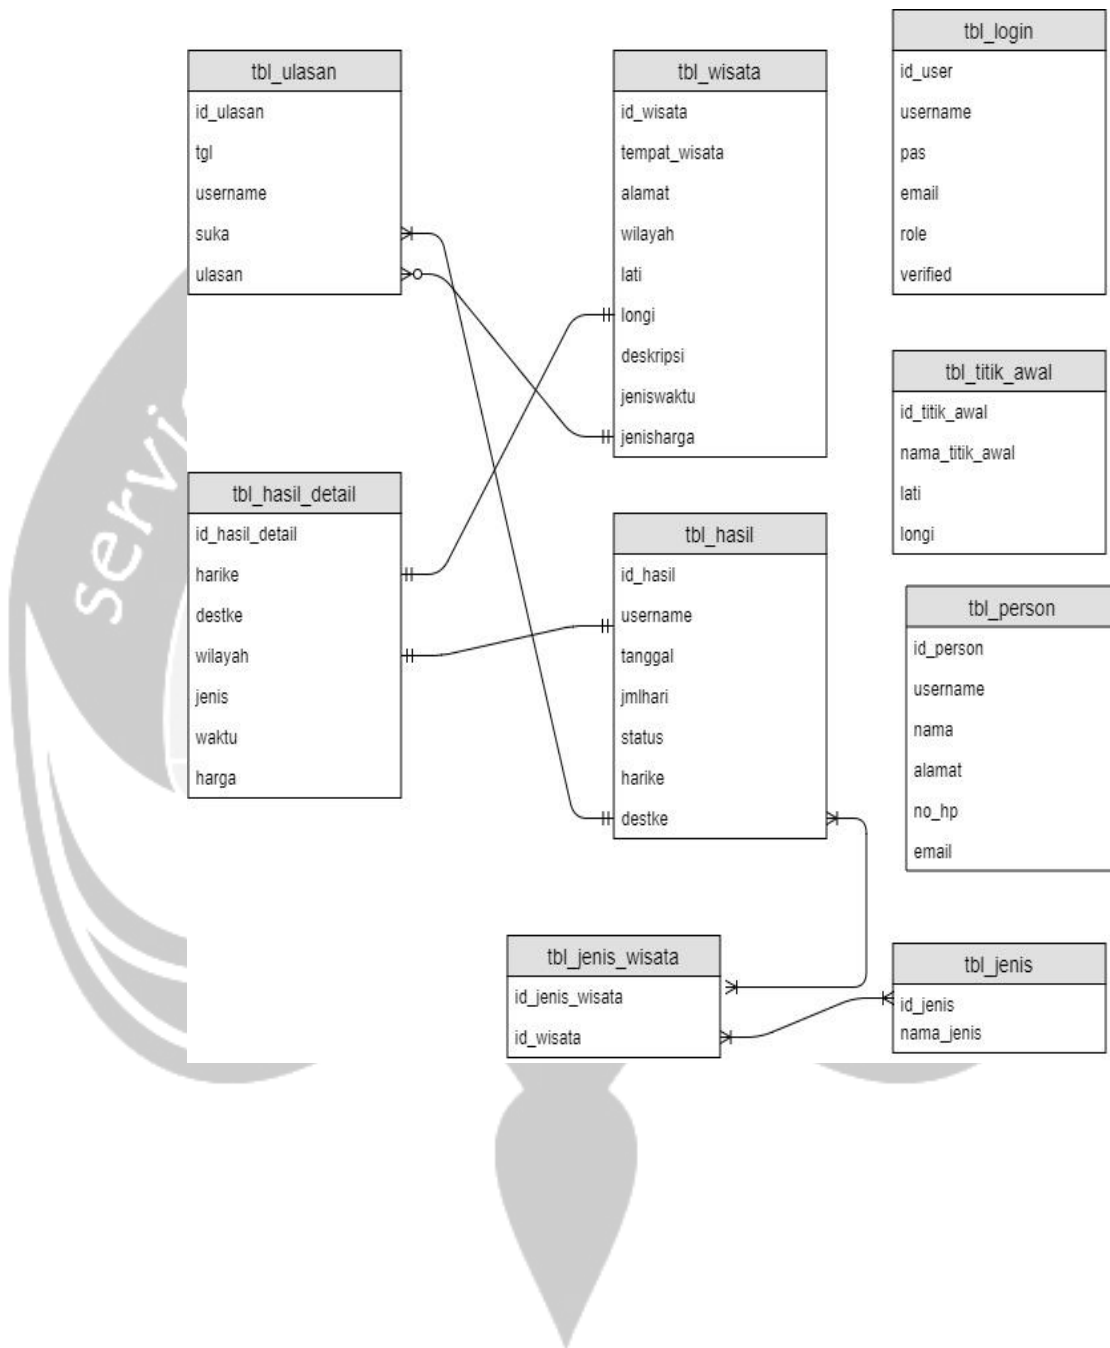 tbl_ulasan
id_ulasan
tgl
username
suka
ulasan
tbl_wisata
id_wisata
tempat_wisata
alamat
wilayah
lati
longi
deskripsi
jeniswaktu
jenisharga
tbl_login
id_user
username
pas
email
role
verified
tbl_titik_awal
id_titik_awal
nama_titik_awal
lati
longi
tbl_hasil_detail
id_hasil_detail
harike
destke
wilayah
jenis
waktu
harga
tbl_hasil
id_hasil
username
tanggal
jmlhari
status
harike
destke
tbl_person
id_person
username
nama
alamat
no_hp
email
tbl_jenis_wisata
id_jenis_wisata
id_wisata
tbl_jenis
id_jenis
nama_jenis